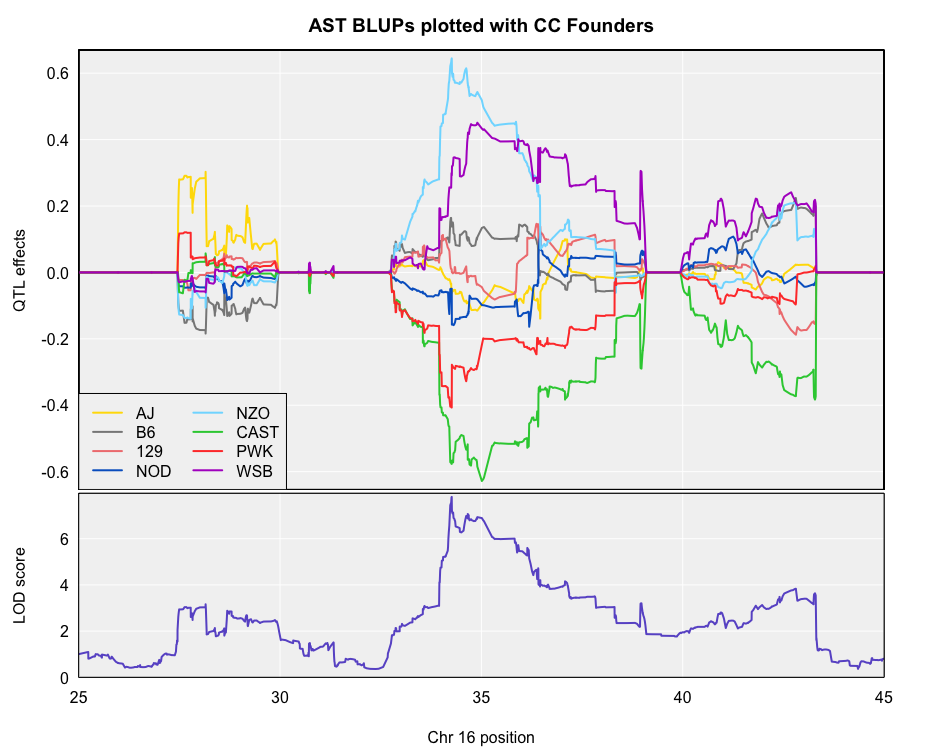 AST BLUPs plotted with CC Founders
QTL effects
0.6
0.4
0.2
0.0
-0.2
-0.4
-0.6
AJ NZO
B6 CAST
129 PWK
NOD WSB
LOD score
6
4
2
0
25 30 35 40 45
Chr 16 position